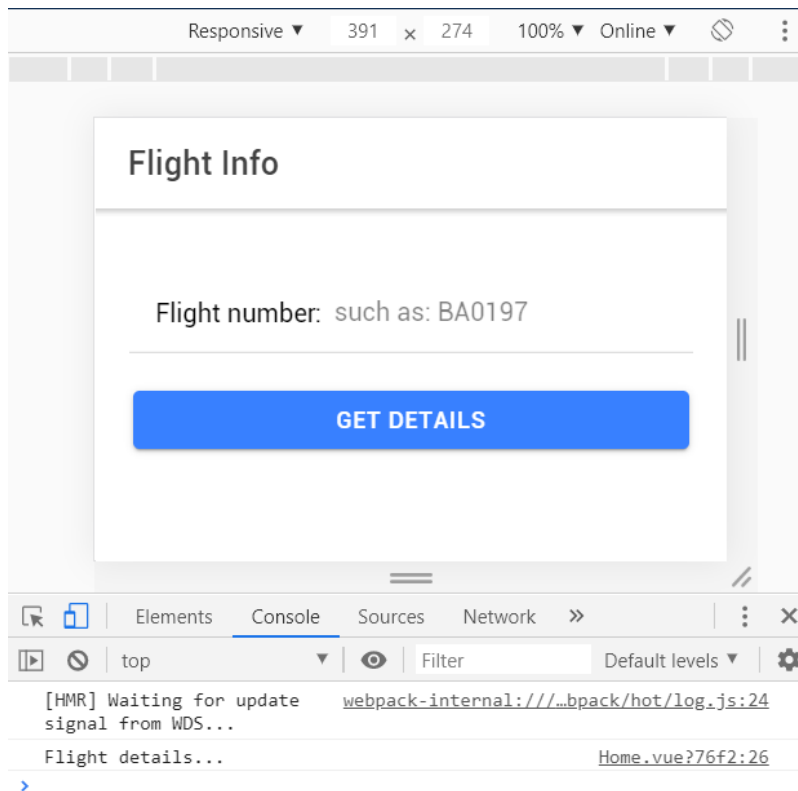 Responsive ▼ 391 × 274 100% ▼ Online ▼
Flight Info
Flight number: such as: BA0197
GET DETAILS
Elements Console Sources Network »
top ▼ Filter Default levels ▼
[HMR] Waiting for update webpack-internal:///…bpack/hot/log.js:24
signal from WDS...
Flight details... Home.vue?76f2:26
>